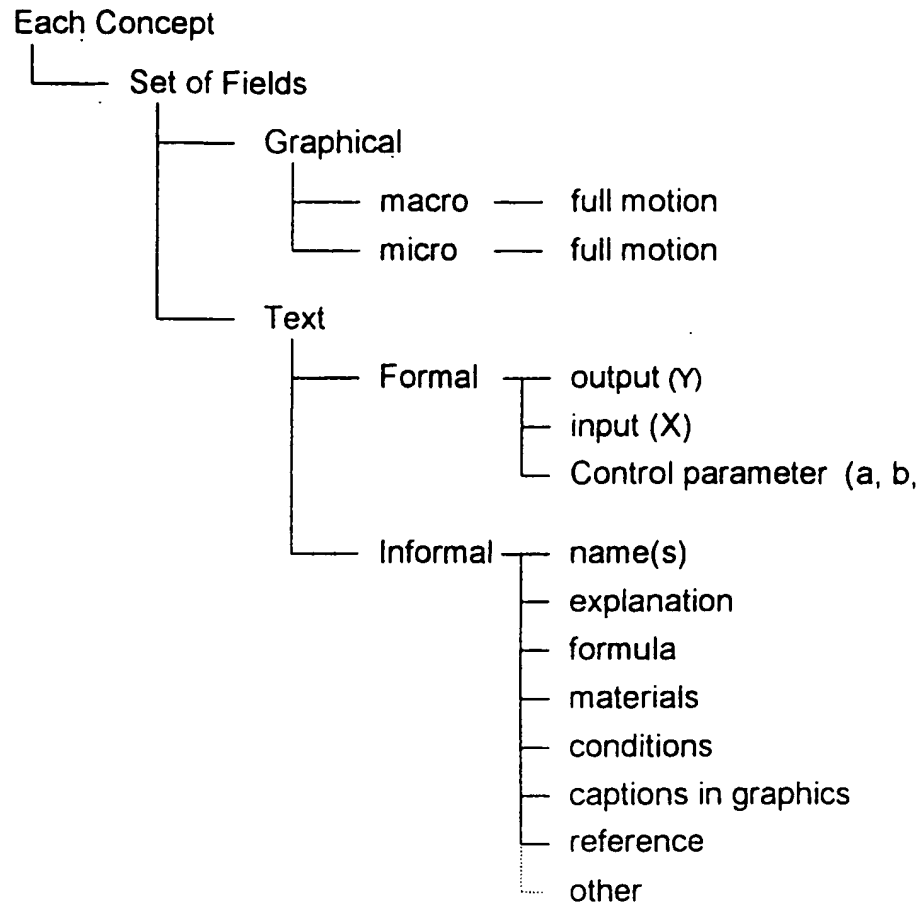 Each Concept
Set of Fields
Graphical
macro full motion
micro full motion
Text
Formal output (Y)
input (X)
Control parameter (a, b,
Informal name(s)
explanation
formula
materials
conditions
captions in graphics
reference
other